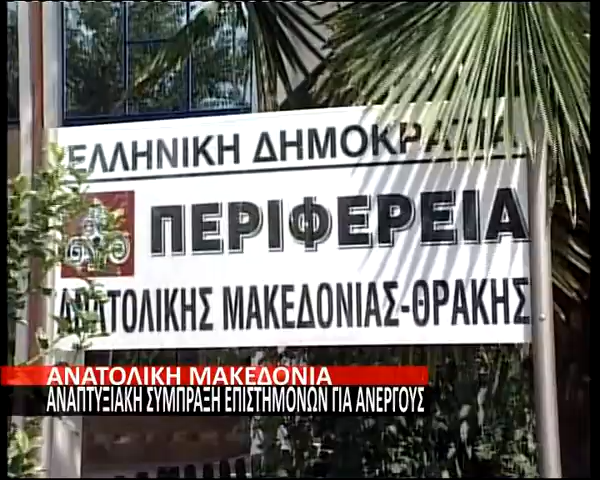 ΕΛΛΗΝΙΚΗ ΔΗΜΟΚΡΑΤΙΑ
ΠΕΡΙΦΕΡΕΙΑ
ΑΝΑΤΟΛΙΚΗΣ ΜΑΚΕΔΟΝΙΑΣ-ΘΡΑΚΗΣ
ΑΝΑΤΟΛΙΚΗ ΜΑΚΕΔΟΝΙΑ
ΑΝΑΠΤΥΞΙΑΚΗ ΣΥΜΠΡΑΞΗ ΕΠΙΣΤΗΜΟΝΩΝ ΓΙΑ ΑΝΕΡΓΟΥΣ